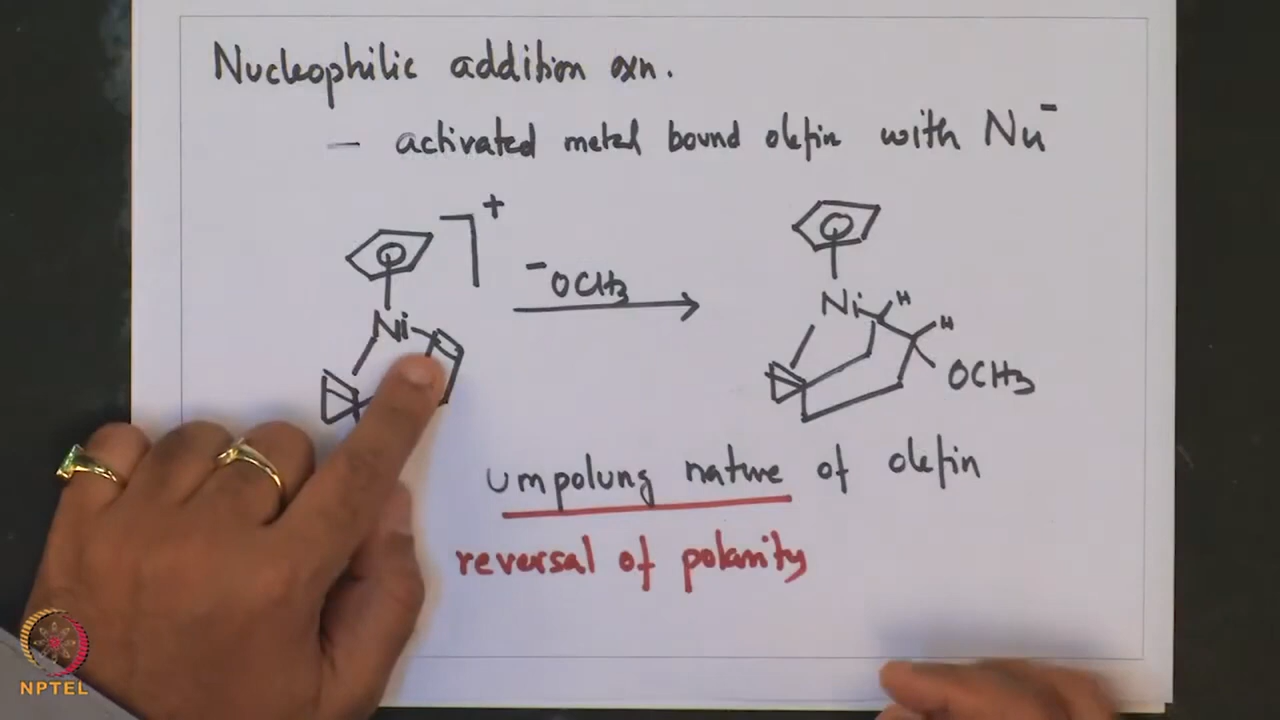 Nucleophilic addition rxn.
— activated metal bound olefin with Nu⁻
+
⁻OCH3
Ni
Ni
H
H
OCH3
umpolung nature of olefin
reversal of polarity
NPTEL